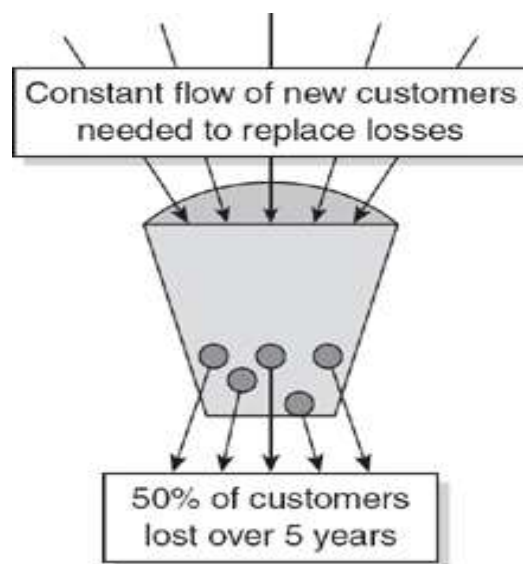 Constant flow of new customers
needed to replace losses
50% of customers
lost over 5 years